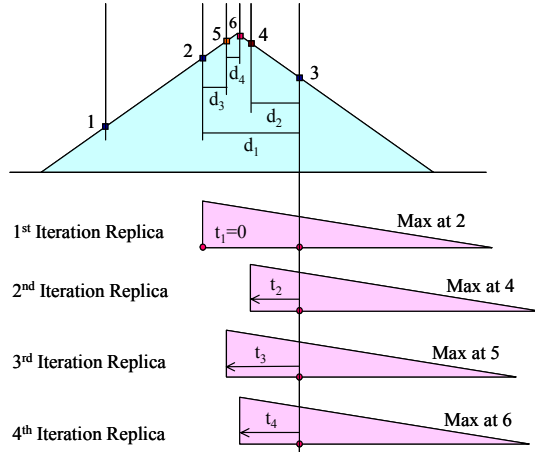 6
5
4
2
3
1
d₄
d₃
d₂
d₁
1ˢᵗ Iteration Replica
t₁=0
Max at 2
2ⁿᵈ Iteration Replica
t₂
Max at 4
3ʳᵈ Iteration Replica
t₃
Max at 5
4ᵗʰ Iteration Replica
t₄
Max at 6